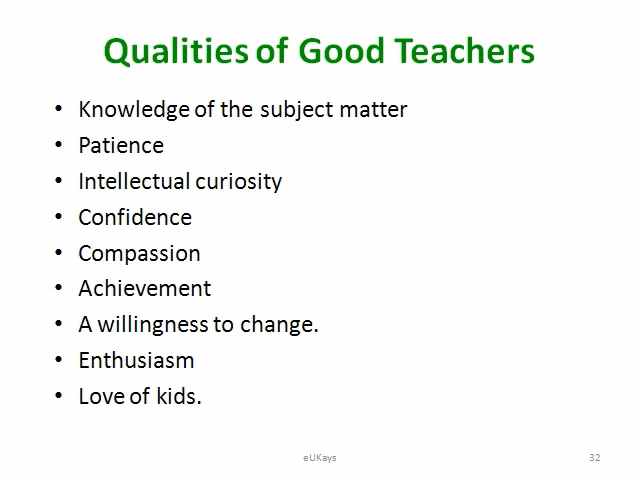 Qualities of Good Teachers
• Knowledge of the subject matter
• Patience
• Intellectual curiosity
• Confidence
• Compassion
• Achievement
• A willingness to change.
• Enthusiasm
• Love of kids.
eUKays
32